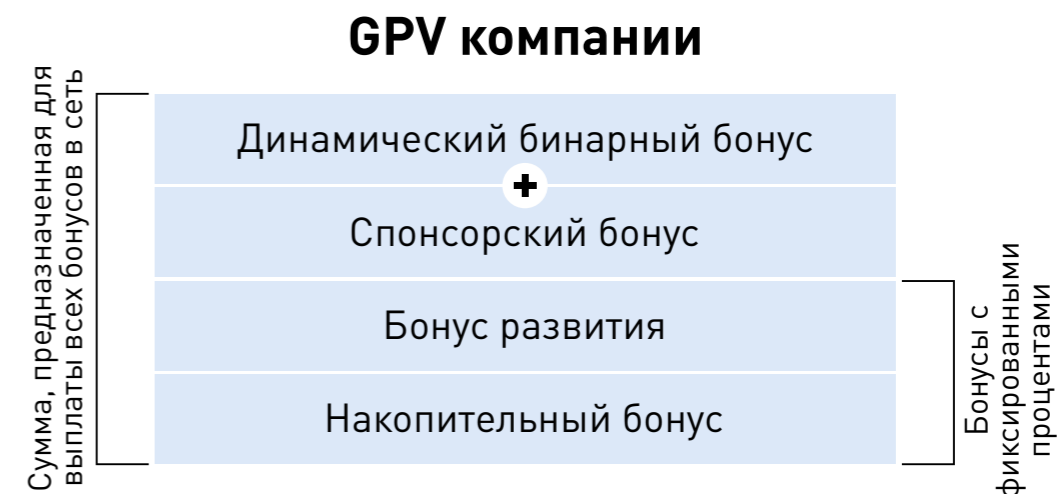 GPV компании
Сумма, предназначенная для
выплаты всех бонусов в сеть
Динамический бинарный бонус
+
Спонсорский бонус
Бонус развития
Накопительный бонус
Бонусы с
фиксированными
процентами